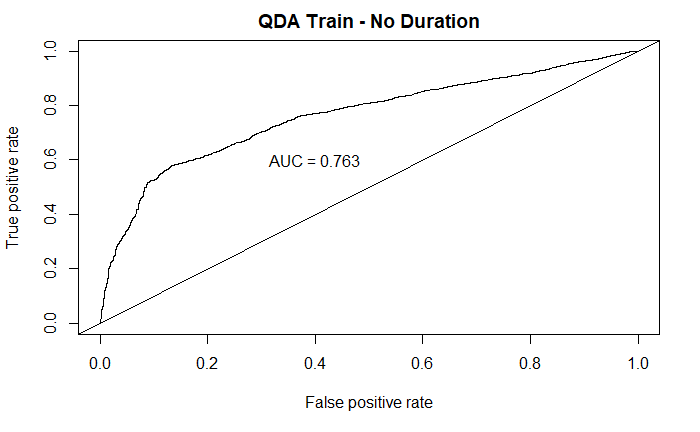 QDA Train - No Duration
True positive rate
1.0
0.8
0.6
0.4
0.2
0.0
AUC = 0.763
0.0 0.2 0.4 0.6 0.8 1.0
False positive rate